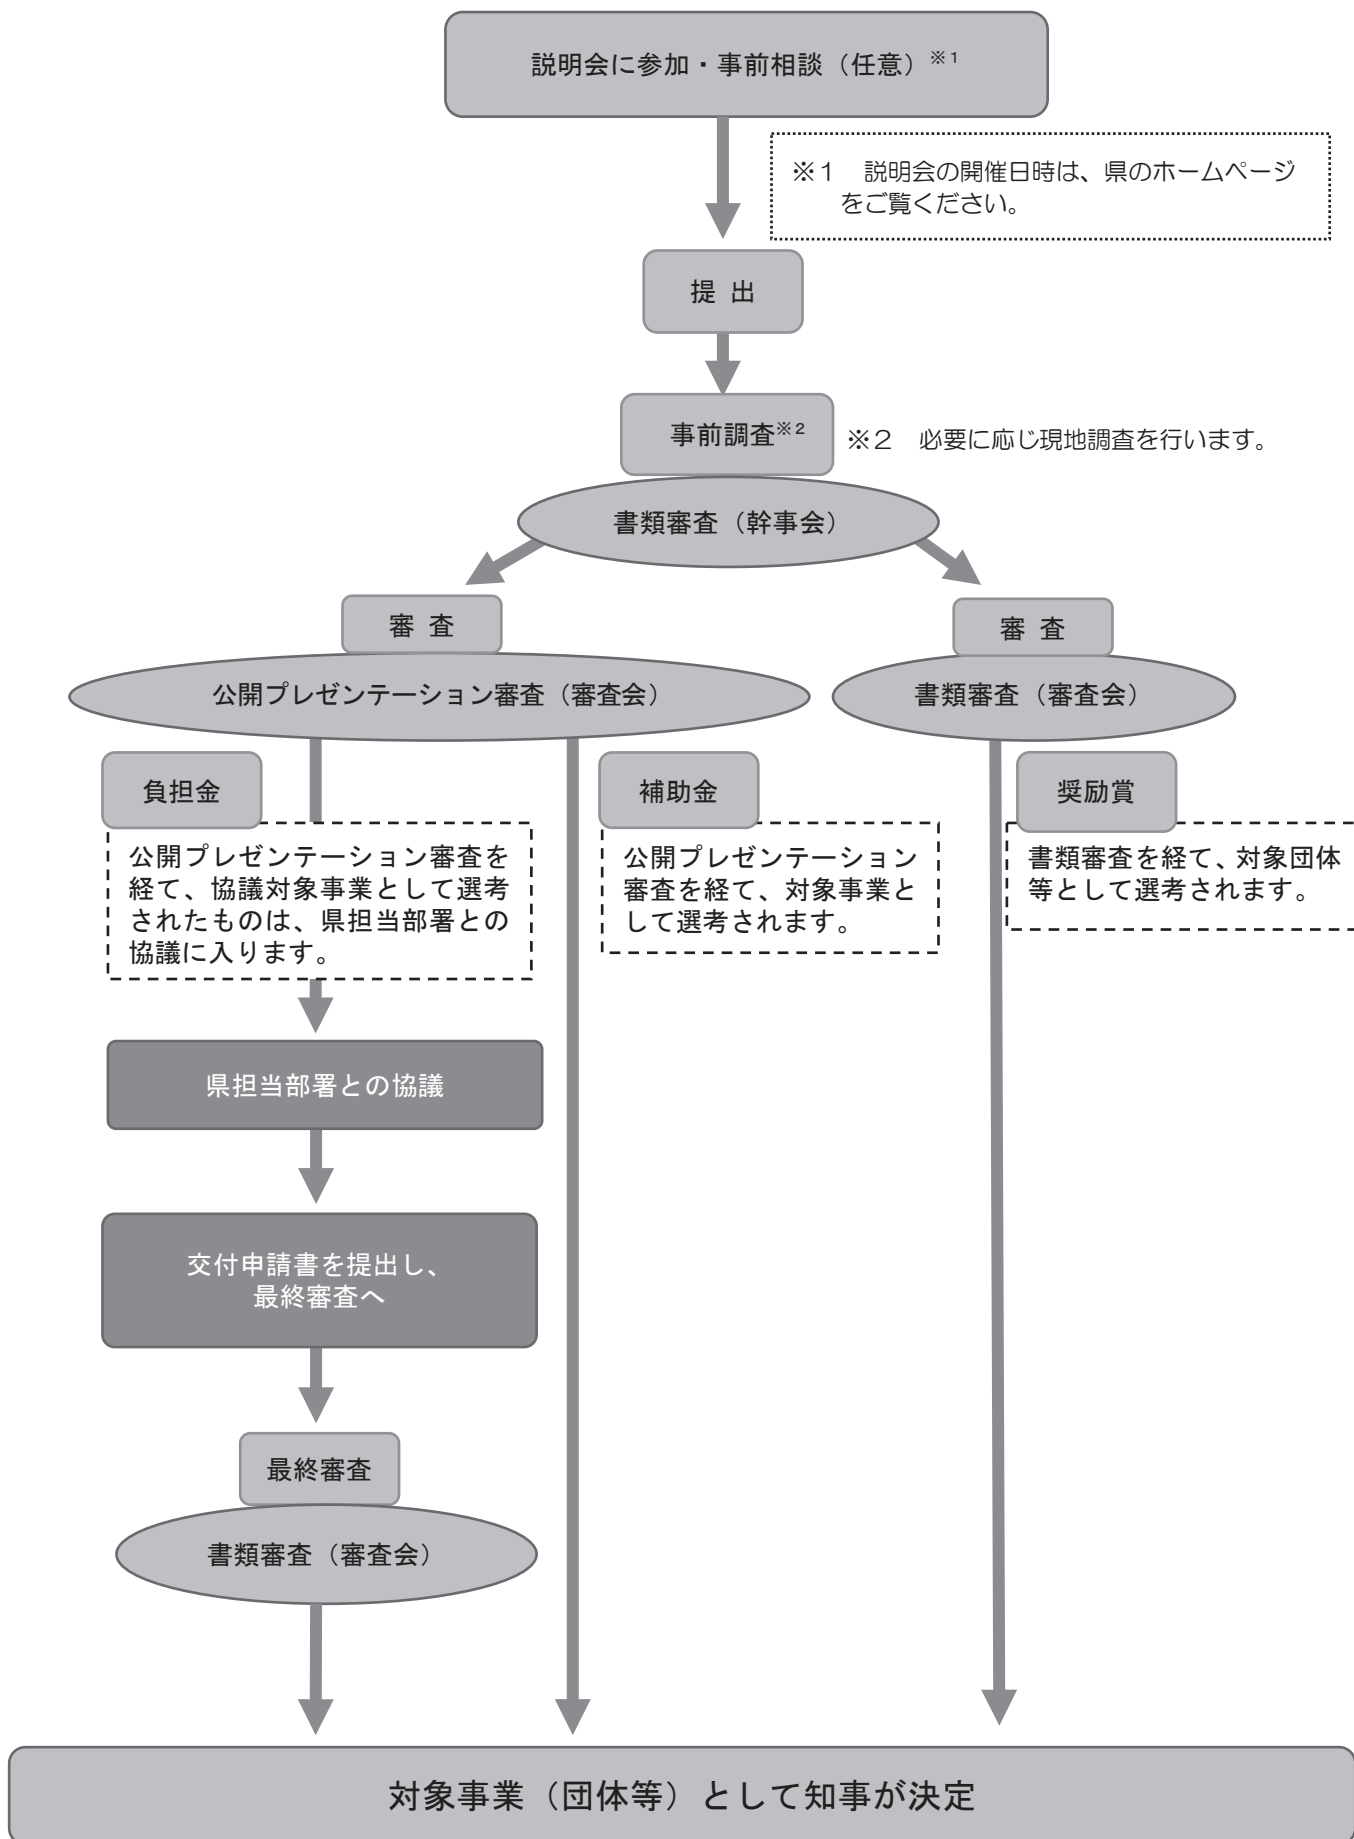 説明会に参加・事前相談（任意）※1
※1　説明会の開催日時は、県のホームページ
をご覧ください。
提 出
事前調査※2
※2　必要に応じ現地調査を行います。
書類審査（幹事会）
審 査
公開プレゼンテーション審査（審査会）
審 査
書類審査（審査会）
負担金
公開プレゼンテーション審査を
経て、協議対象事業として選考
されたものは、県担当部署との
協議に入ります。
補助金
公開プレゼンテーション
審査を経て、対象事業と
して選考されます。
奨励賞
書類審査を経て、対象団体
等として選考されます。
県担当部署との協議
交付申請書を提出し、
最終審査へ
最終審査
書類審査（審査会）
対象事業（団体等）として知事が決定